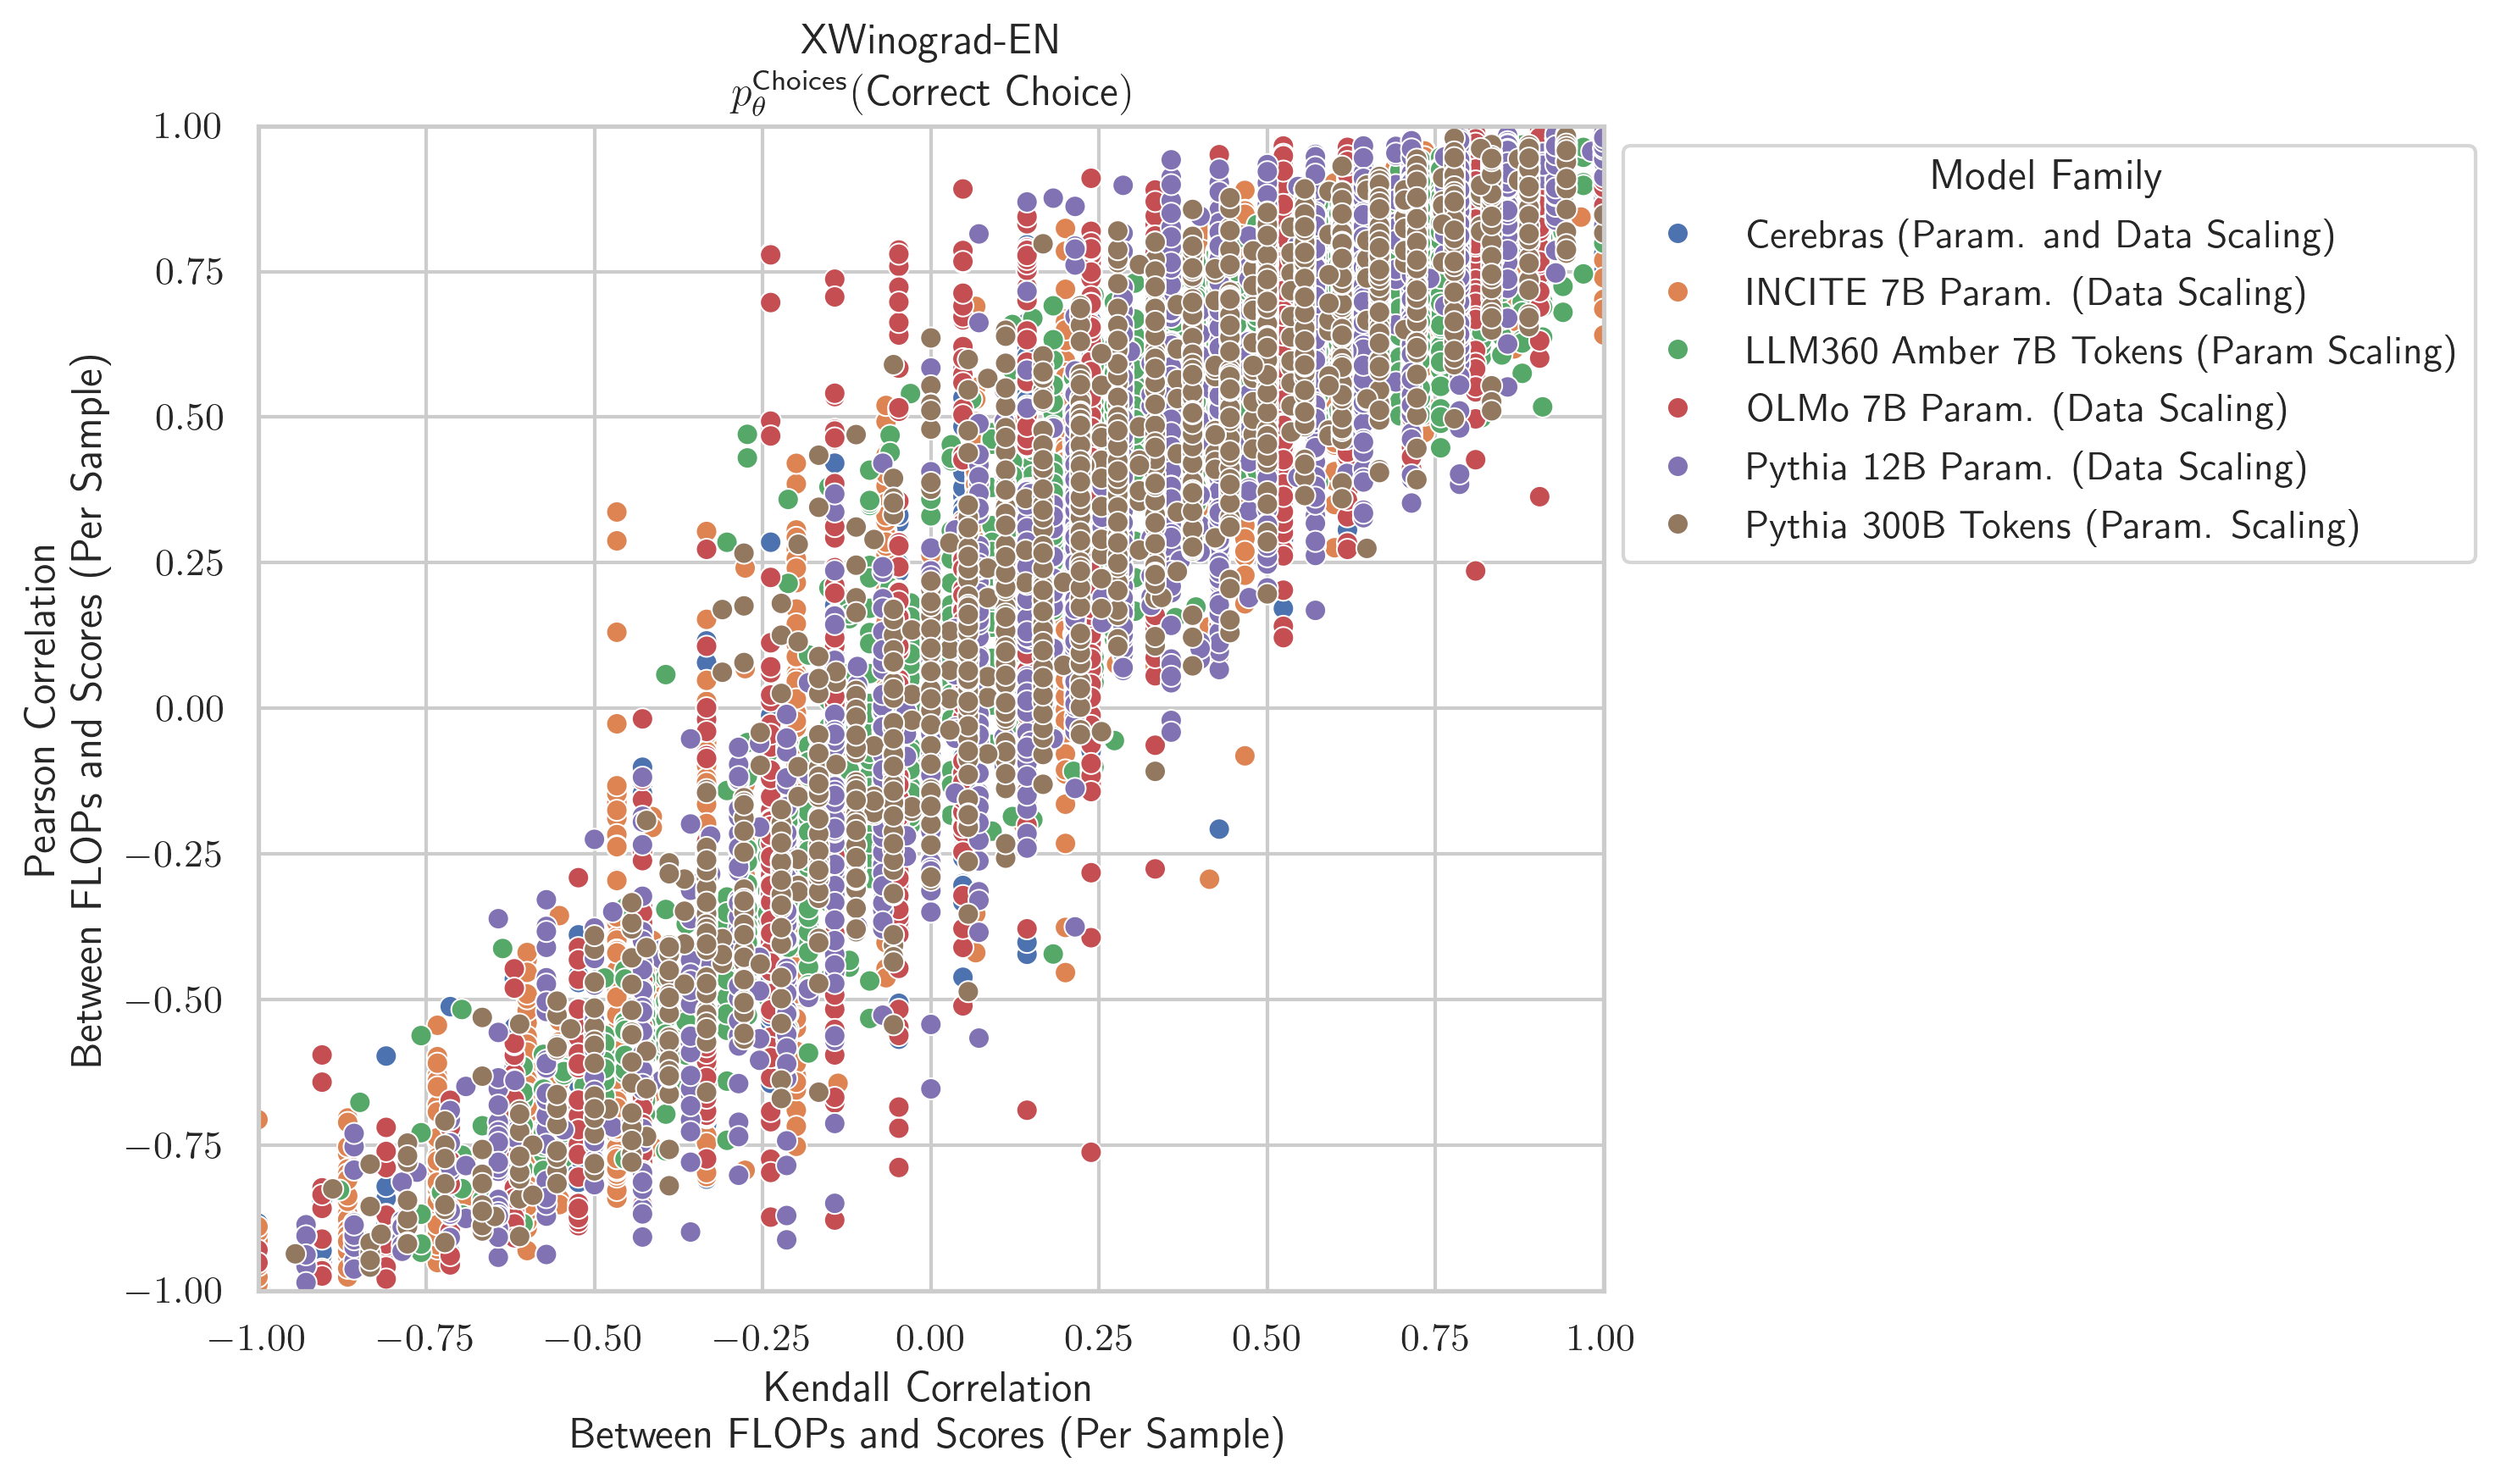 XWinograd-EN
p_θ^Choices(Correct Choice)
1.00
0.75
0.50
0.25
0.00
−0.25
−0.50
−0.75
−1.00
Pearson Correlation
Between FLOPs and Scores (Per Sample)
−1.00 −0.75 −0.50 −0.25 0.00 0.25 0.50 0.75 1.00
Kendall Correlation
Between FLOPs and Scores (Per Sample)
Model Family
Cerebras (Param. and Data Scaling)
INCITE 7B Param. (Data Scaling)
LLM360 Amber 7B Tokens (Param Scaling)
OLMo 7B Param. (Data Scaling)
Pythia 12B Param. (Data Scaling)
Pythia 300B Tokens (Param. Scaling)